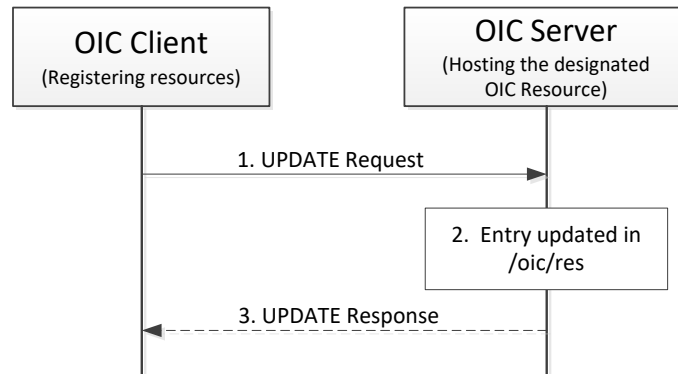 OIC Client
(Registering resources)
OIC Server
(Hosting the designated
OIC Resource)
1. UPDATE Request
2. Entry updated in
/oic/res
3. UPDATE Response